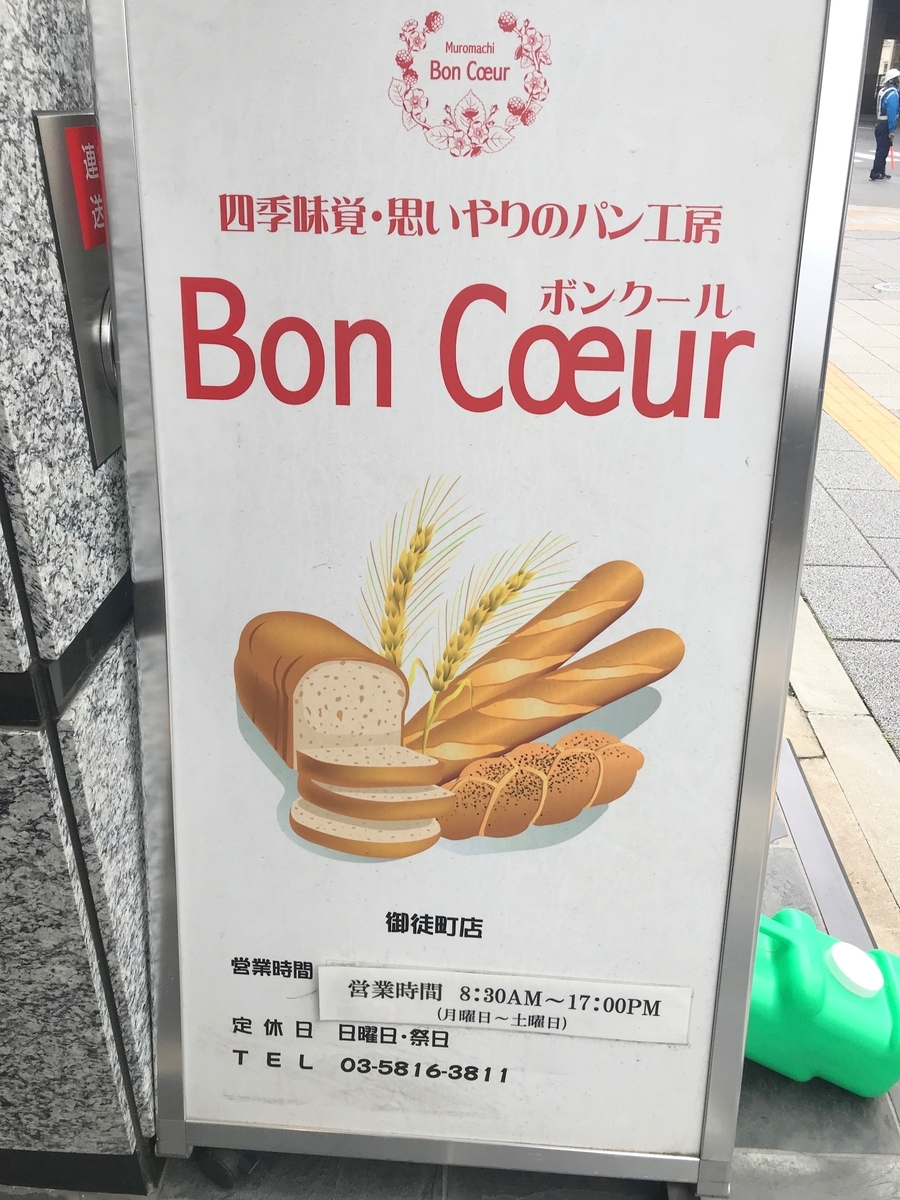 Muromachi
Bon Cœur
連
送
四季味覚・思いやりのパン工房
ボンクール
Bon Cœur
御徒町店
営業時間
営業時間 8:30AM～17:00PM
(月曜日～土曜日)
定休日 日曜日・祭日
TEL 03-5816-3811